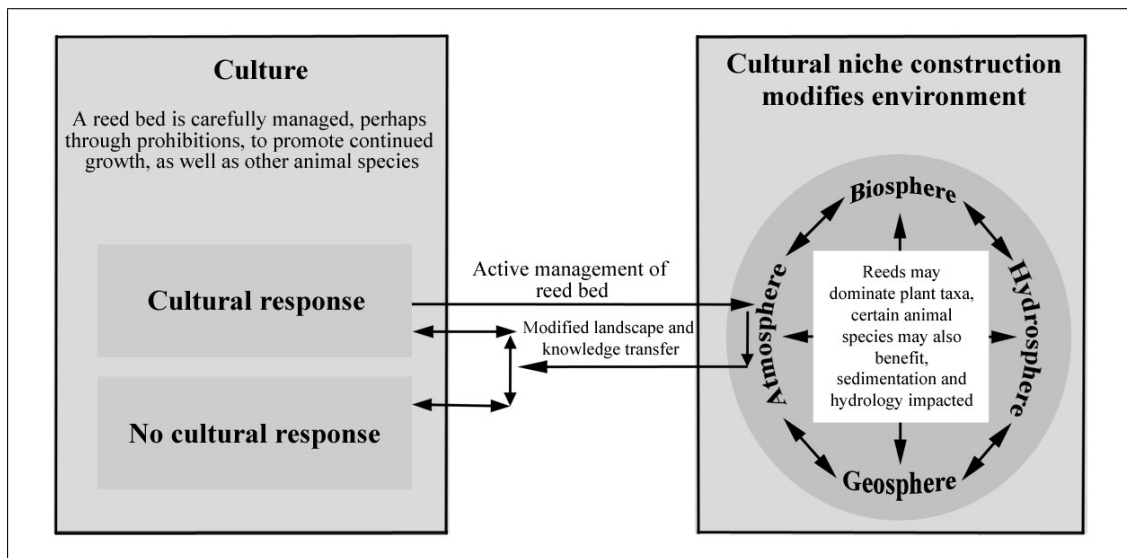 Culture
A reed bed is carefully managed, perhaps
through prohibitions, to promote continued
growth, as well as other animal species
Cultural response
No cultural response
Active management of
reed bed
Modified landscape and
knowledge transfer
Cultural niche construction
modifies environment
Biosphere
Atmosphere
Hydrosphere
Reeds may
dominate plant taxa,
certain animal
species may also
benefit,
sedimentation and
hydrology impacted
Geosphere